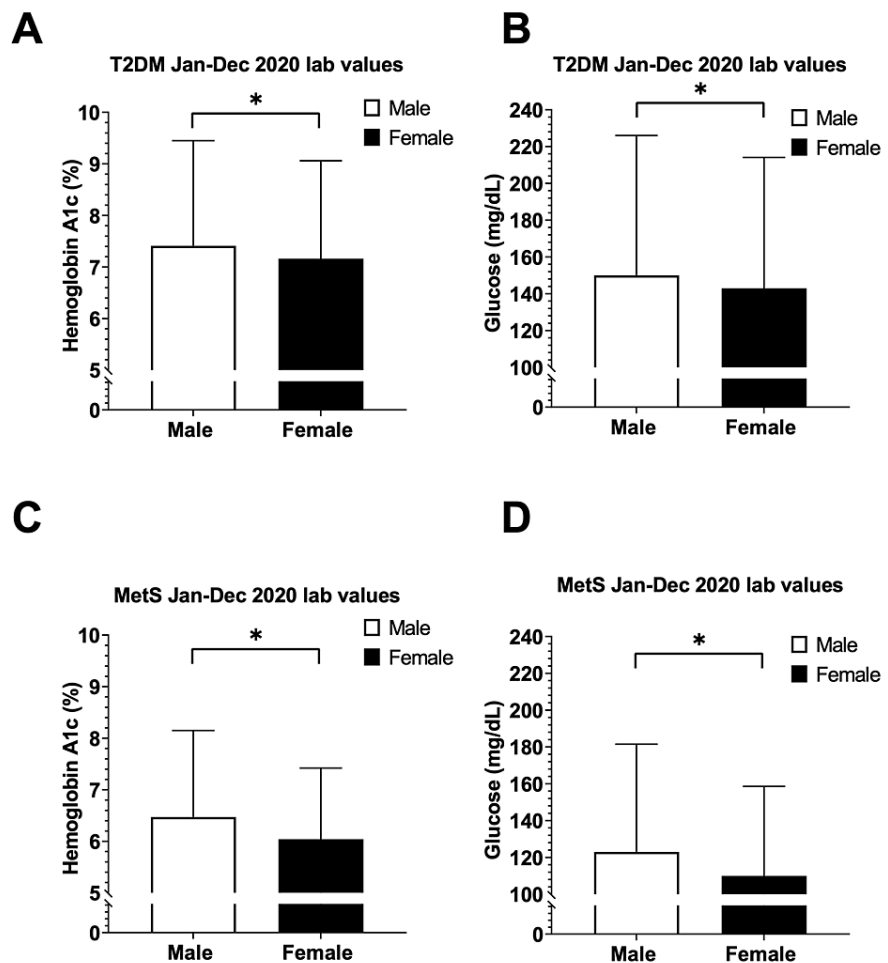 A
T2DM Jan-Dec 2020 lab values
*
Male
Female
Hemoglobin A1c (%)
10
9
8
7
6
5
0
Male Female
B
T2DM Jan-Dec 2020 lab values
*
Male
Female
Glucose (mg/dL)
240
220
200
180
160
140
120
100
0
Male Female
C
MetS Jan-Dec 2020 lab values
*
Male
Female
Hemoglobin A1c (%)
10
9
8
7
6
5
0
Male Female
D
MetS Jan-Dec 2020 lab values
*
Male
Female
Glucose (mg/dL)
240
220
200
180
160
140
120
100
0
Male Female